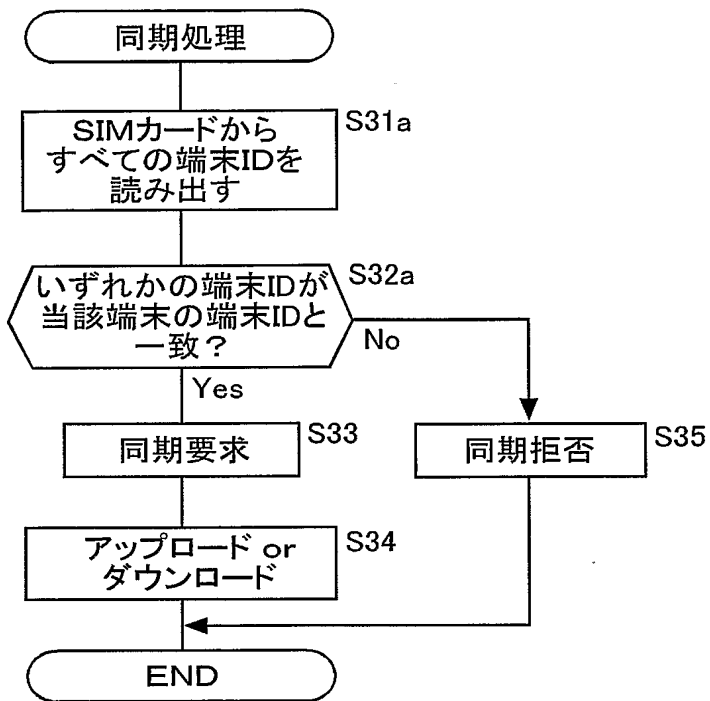 同期処理
SIMカードから
すべての端末IDを
読み出す
S31a
いずれかの端末IDが
当該端末の端末IDと
一致？
S32a
No
Yes
同期要求
S33
同期拒否
S35
アップロード or
ダウンロード
S34
END